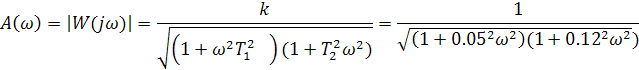 A(ω) = |W(jω)| = k / √((1 + ω²T₁²)(1 + T₂²ω²)) = 1 / √((1 + 0.05²ω²)(1 + 0.12²ω²))